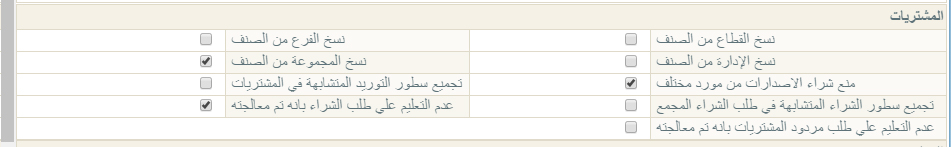 المشتريات
نسخ القطاع من الصنف نسخ الفرع من الصنف
نسخ الإدارة من الصنف نسخ المجموعة من الصنف
منع شراء الاصدارات من مورد مختلف تجميع سطور التوريد المتشابهة في المشتريات
تجميع سطور الشراء المتشابهة في طلب الشراء المجمع عدم التعليم علي طلب الشراء بانه تم معالجته
عدم التعليم علي طلب مردود المشتريات بانه تم معالجته